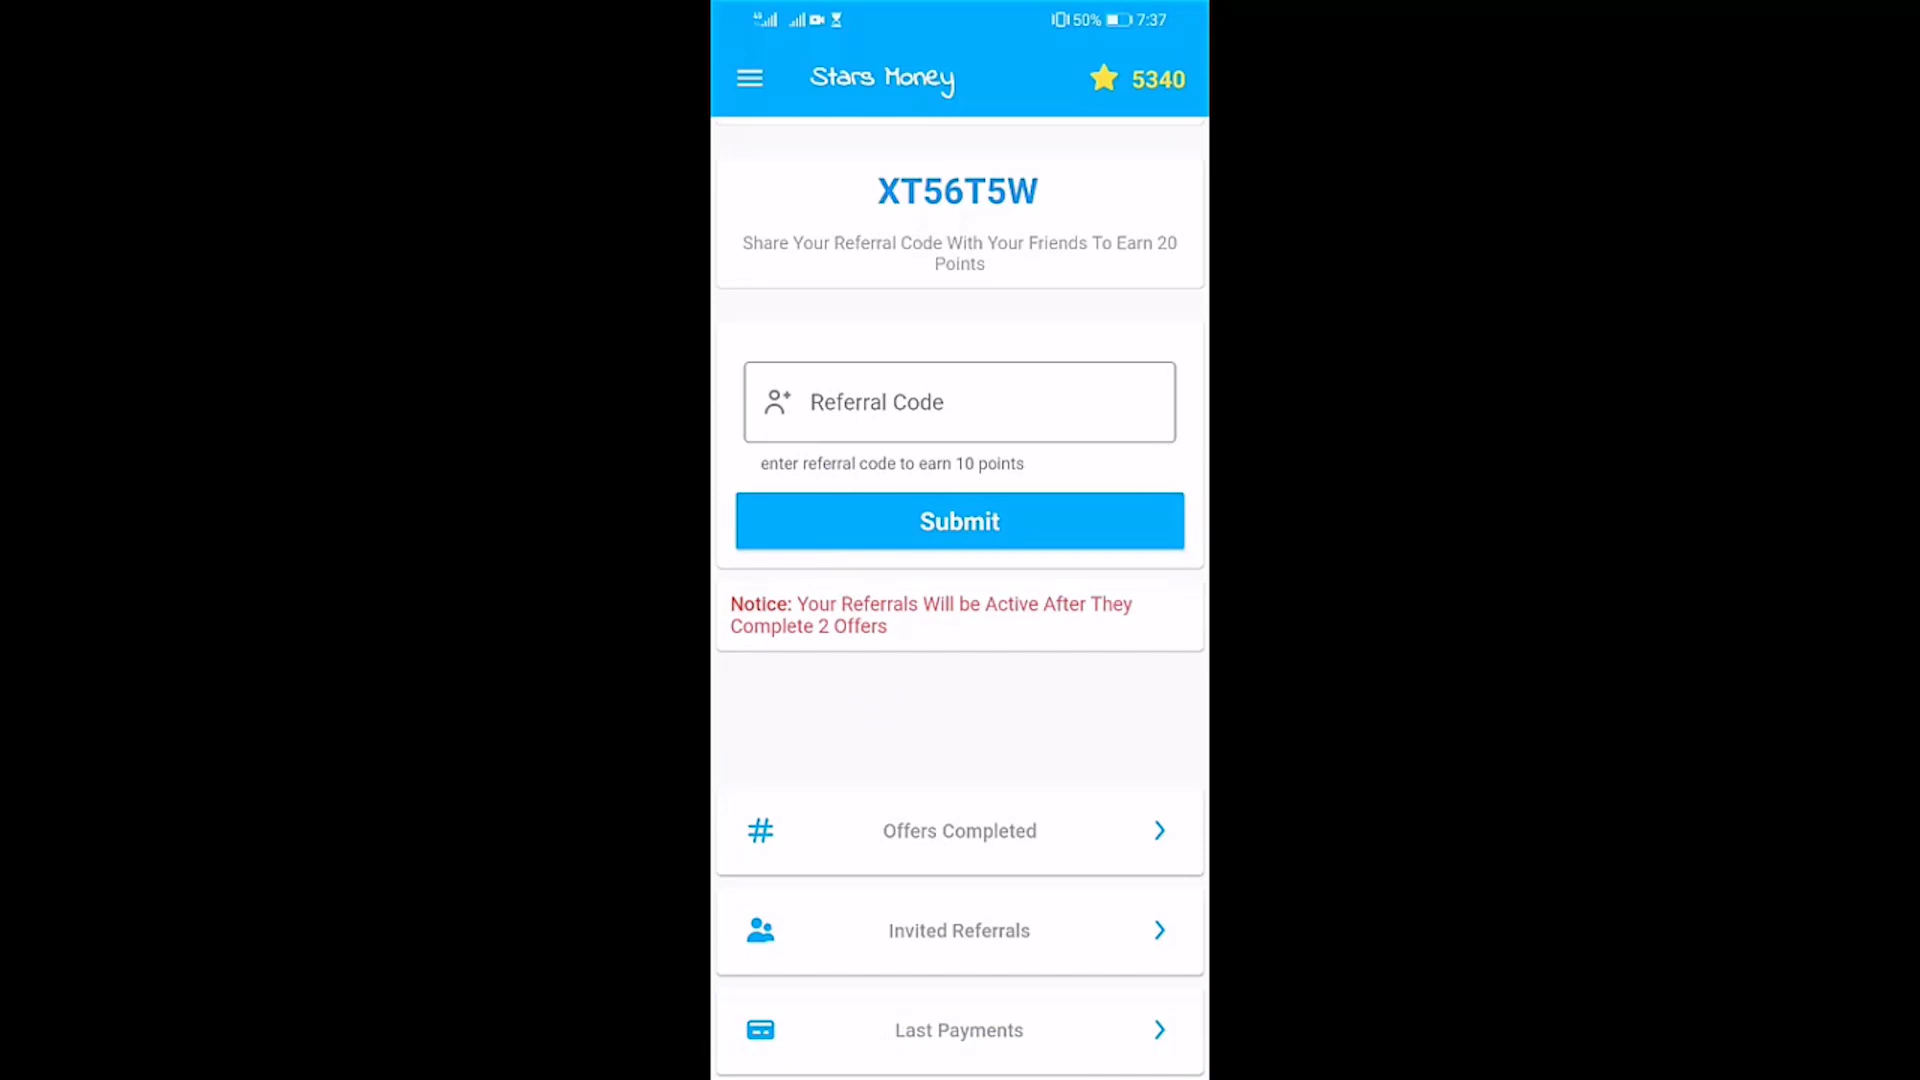 4G 50% 7:37
Stars Money 5340
XT56T5W
Share Your Referral Code With Your Friends To Earn 20
Points
Referral Code
enter referral code to earn 10 points
Submit
Notice: Your Referrals Will be Active After They
Complete 2 Offers
# Offers Completed
Invited Referrals
Last Payments